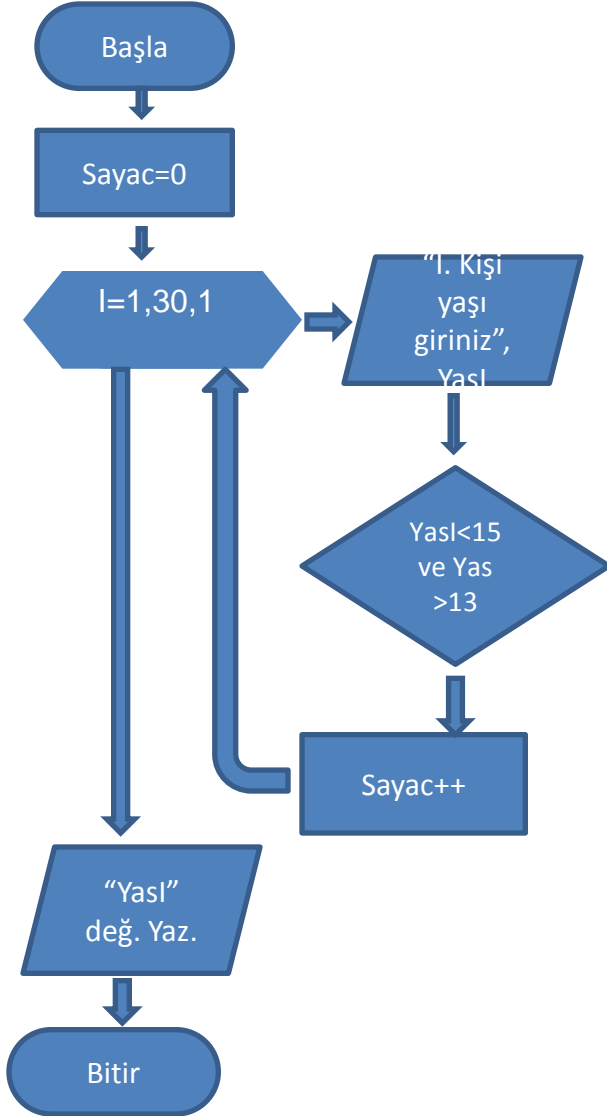 Başla
Sayac=0
I=1,30,1
“I. Kişi
yaşı
giriniz”,
YasI
YasI<15
ve Yas
>13
Sayac++
“YasI”
değ. Yaz.
Bitir